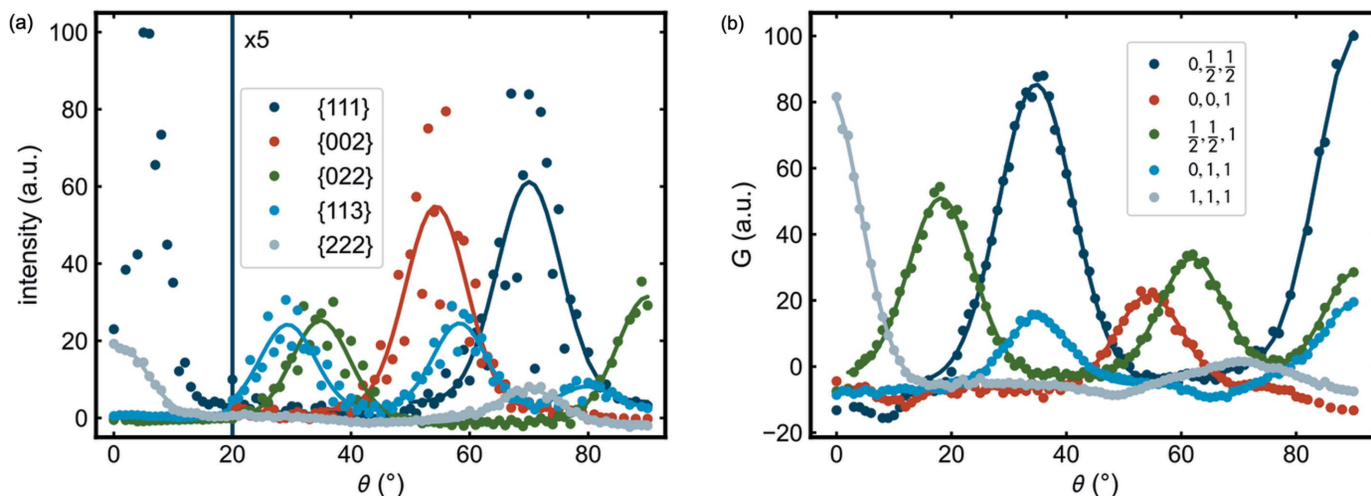 (a)
100
80
60
40
20
0
intensity (a.u.)
x5
{111}
{002}
{022}
{113}
{222}
0 20 40 60 80
θ (°)
(b)
100
80
60
40
20
0
−20
G (a.u.)
0,½,½
0,0,1
½,½,1
0,1,1
1,1,1
0 20 40 60 80
θ (°)